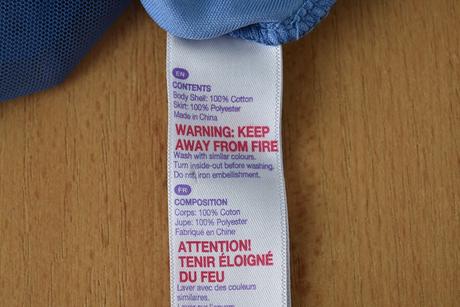 EN
CONTENTS
Body Shell: 100% Cotton
Skirt: 100% Polyester
Made in China
WARNING: KEEP
AWAY FROM FIRE
Wash with similar colours.
Turn inside-out before washing.
Do not iron embellishment.
FR
COMPOSITION
Corps: 100% Coton
Jupe: 100% Polyester
Fabriqué en Chine
ATTENTION!
TENIR ÉLOIGNÉ
DU FEU
Laver avec des couleurs
similaires.